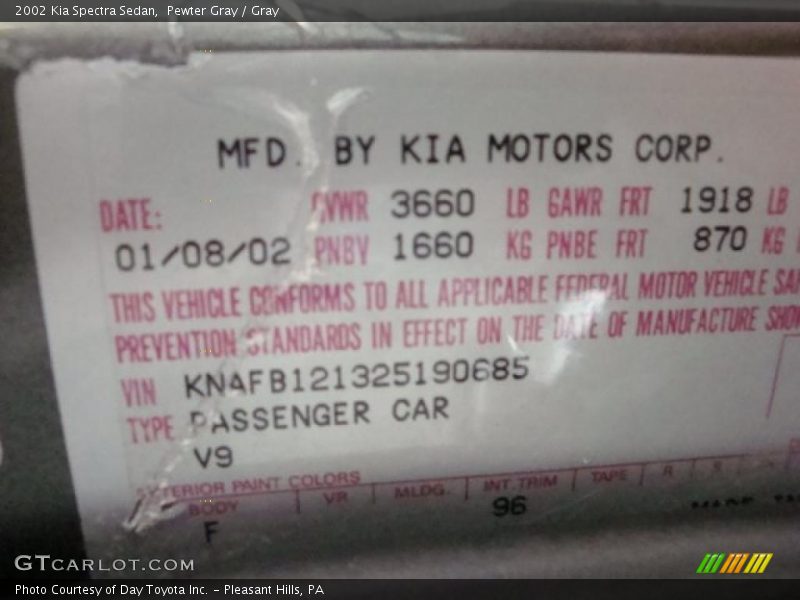 2002 Kia Spectra Sedan, Pewter Gray / Gray
MFD. BY KIA MOTORS CORP.
DATE: GVWR 3660 LB GAWR FRT 1918 LB
01/08/02 PNBV 1660 KG PNBE FRT 870 KG
THIS VEHICLE CONFORMS TO ALL APPLICABLE FEDERAL MOTOR VEHICLE SA
PREVENTION STANDARDS IN EFFECT ON THE DATE OF MANUFACTURE SHO
VIN KNAFB121325190685
TYPE PASSENGER CAR
V9
EXTERIOR PAINT COLORS
BODY VR MLDG. INT.TRIM TAPE R
F 96
GTCARLOT.COM
Photo Courtesy of Day Toyota Inc. - Pleasant Hills, PA